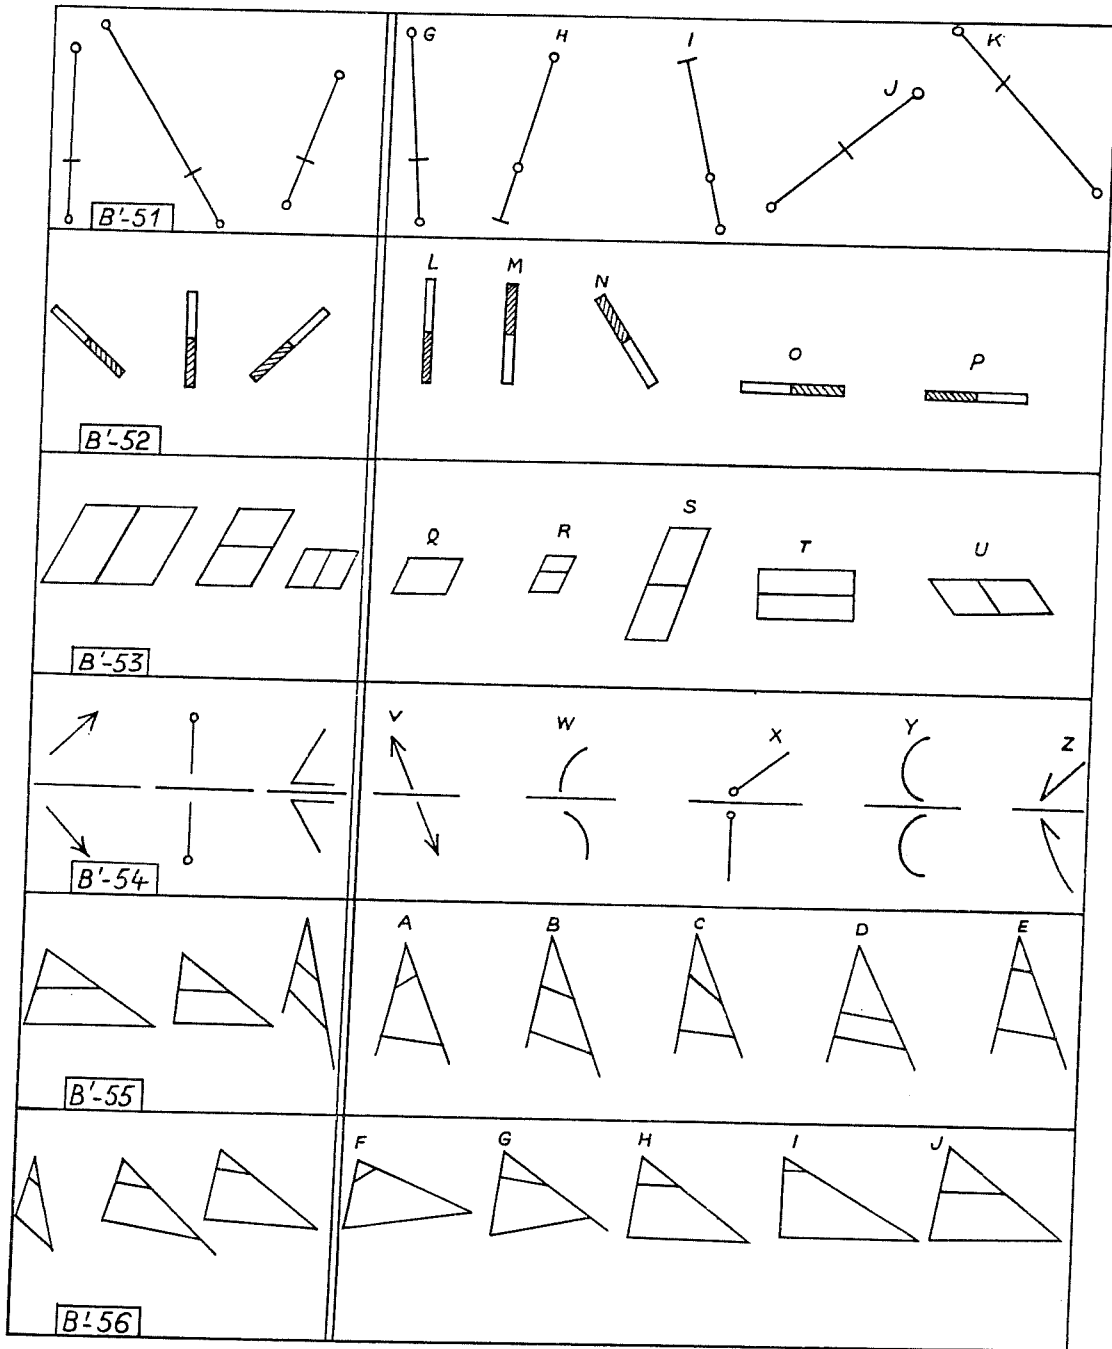 G H I J K
B'-51
L M N O P
B'-52
Q R S T U
B'-53
V W X Y Z
B'-54
A B C D E
B'-55
F G H I J
B'-56